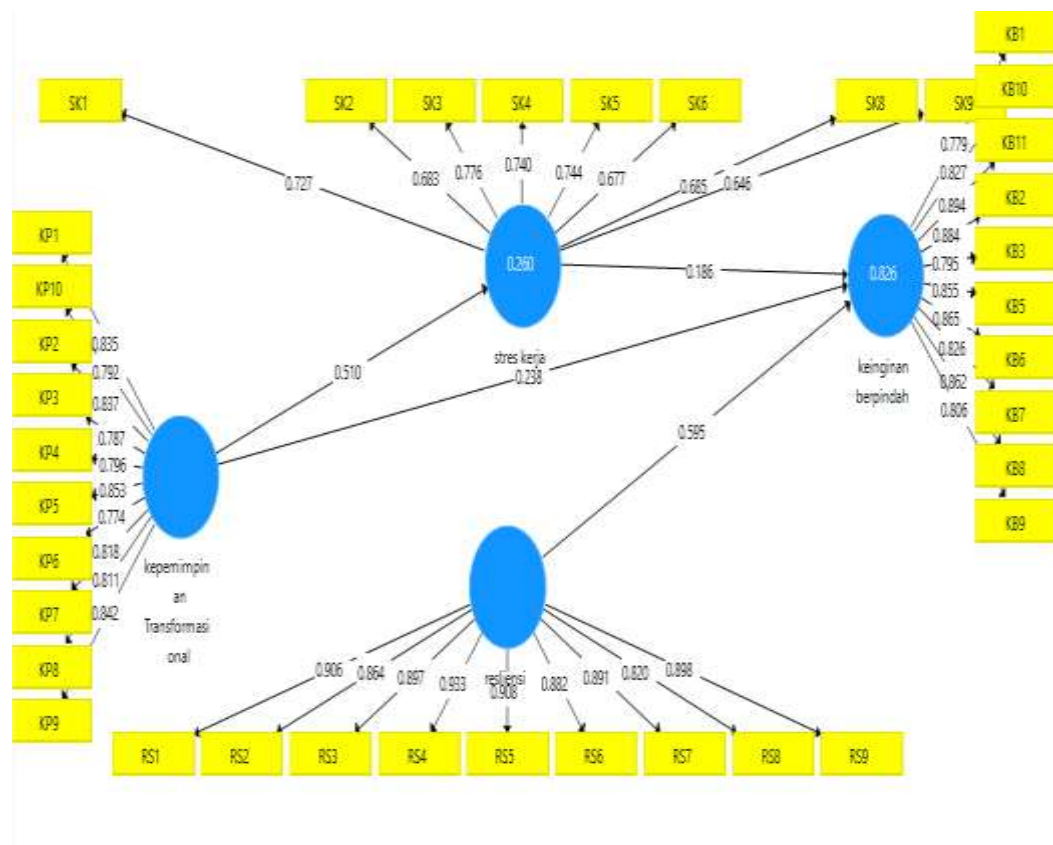 KB1
KB10
KB11
KB2
KB3
KB5
KB6
KB7
KB8
KB9
SK1
SK2
SK3
SK4
SK5
SK6
SK8
SK9
0.727
0.683
0.776
0.740
0.744
0.677
0.685
0.646
0.779
0.827
0.894
0.884
0.795
0.855
0.865
0.826
0.862
0.806
0.260
0.186
0.826
stres kerja
keinginan
berpindah
KP1
KP10
KP2
KP3
KP4
KP5
KP6
KP7
KP8
KP9
0.835
0.792
0.837
0.787
0.796
0.853
0.774
0.818
0.811
0.842
0.510
0.238
0.595
kepemimpin
an
Transformasi
onal
0.906
0.864
0.897
0.933
0.908
0.882
0.891
0.820
0.898
RS1
RS2
RS3
RS4
RS5
RS6
RS7
RS8
RS9